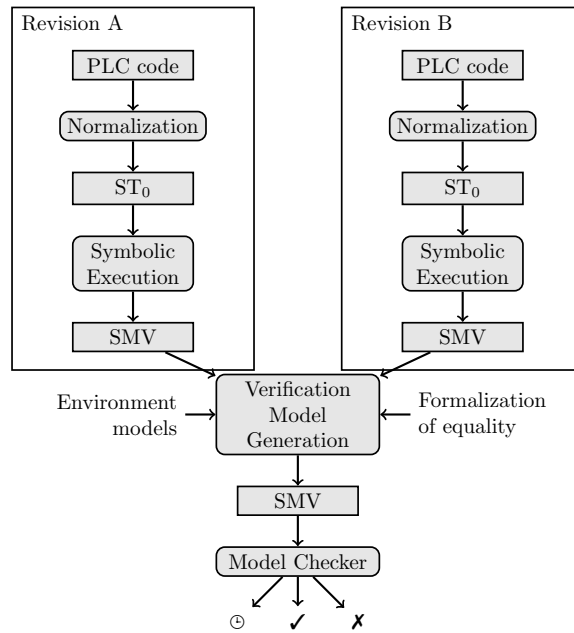 Revision A
PLC code
Normalization
ST₀
Symbolic
Execution
SMV
Revision B
PLC code
Normalization
ST₀
Symbolic
Execution
SMV
Environment
models
Verification
Model
Generation
Formalization
of equality
SMV
Model Checker
✓ ✗